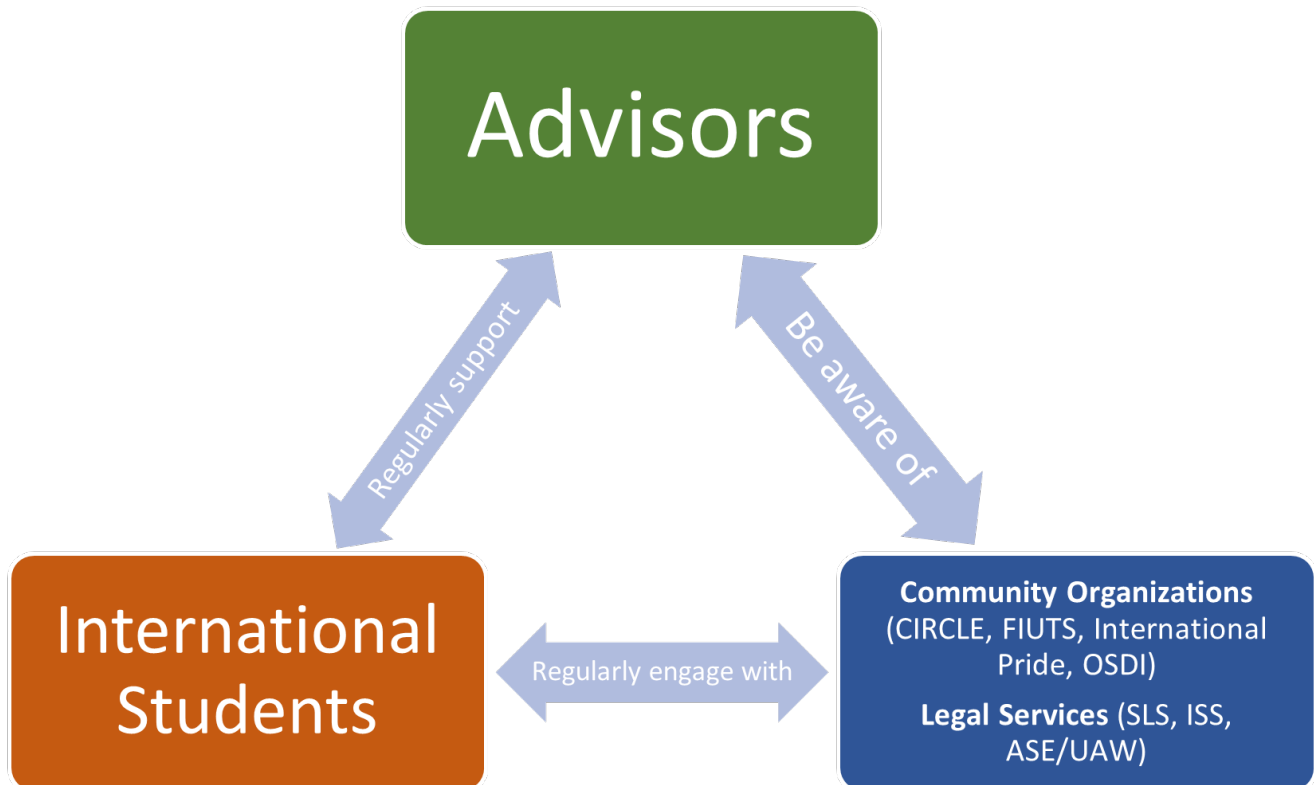 Advisors
Regularly support
Be aware of
International
Students
Regularly engage with
Community Organizations
(CIRCLE, FIUTS, International
Pride, OSDI)
Legal Services (SLS, ISS,
ASE/UAW)